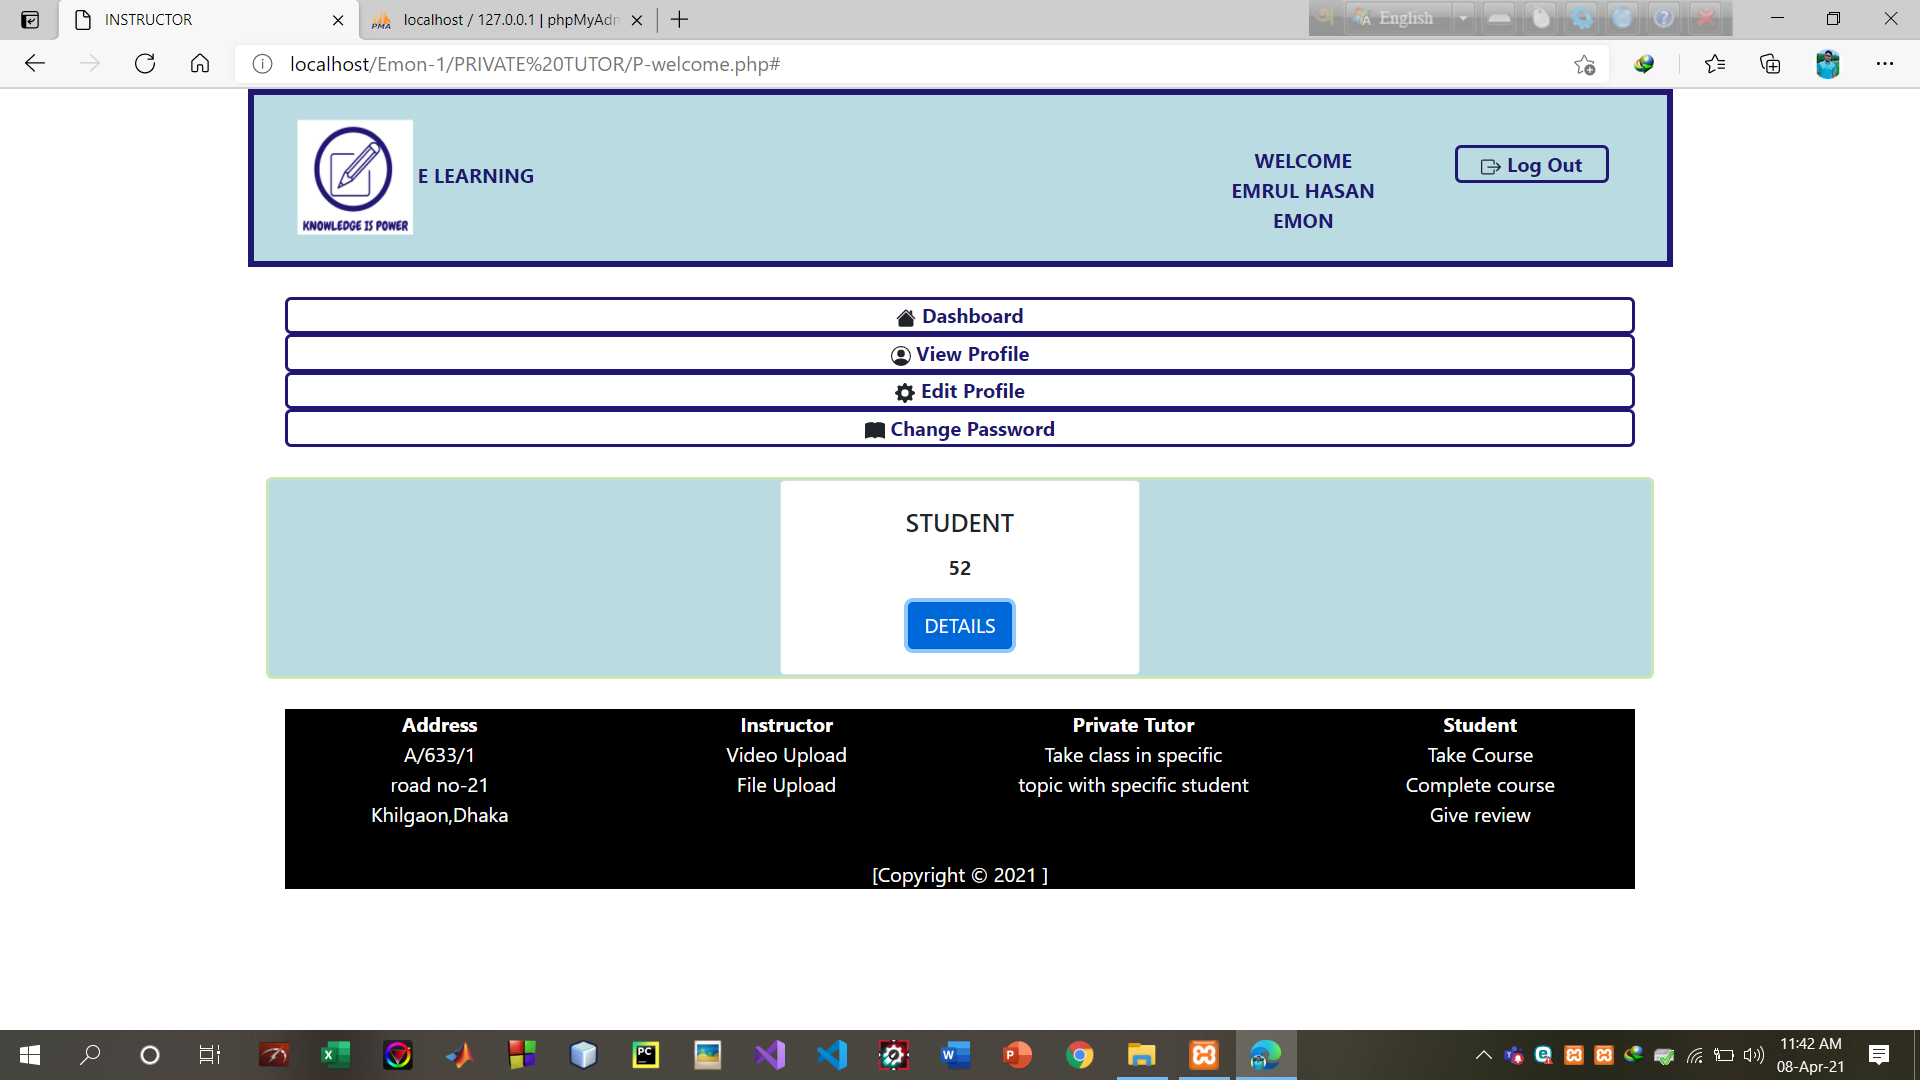 INSTRUCTOR
localhost / 127.0.0.1 | phpMyAdm
English
localhost/Emon-1/PRIVATE%20TUTOR/P-welcome.php#
KNOWLEDGE IS POWER
E LEARNING
WELCOME
EMRUL HASAN
EMON
Log Out
Dashboard
View Profile
Edit Profile
Change Password
STUDENT
52
DETAILS
Address
A/633/1
road no-21
Khilgaon,Dhaka
Instructor
Video Upload
File Upload
Private Tutor
Take class in specific
topic with specific student
Student
Take Course
Complete course
Give review
[Copyright © 2021 ]
11:42 AM
08-Apr-21